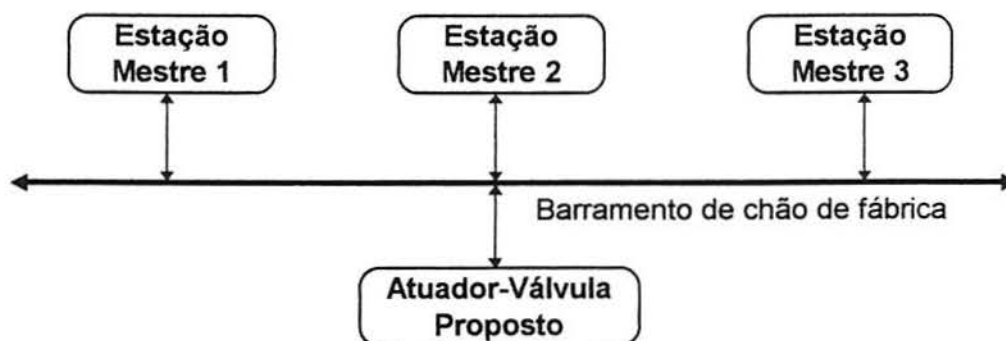 Estação
Mestre 1
Estação
Mestre 2
Estação
Mestre 3
Barramento de chão de fábrica
Atuador-Válvula
Proposto